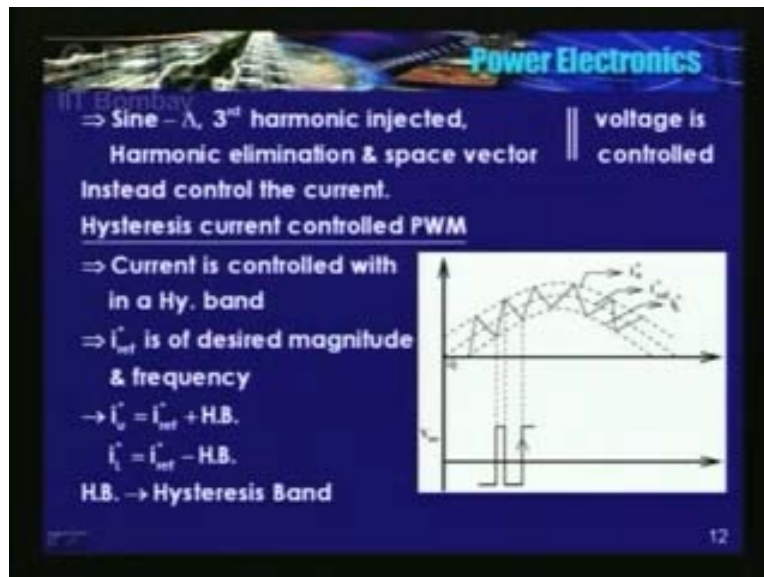 Power Electronics
IIT Bombay
⇒ Sine – Λ, 3rd harmonic injected,
Harmonic elimination & space vector
voltage is
controlled
Instead control the current.
Hysteresis current controlled PWM
⇒ Current is controlled with
in a Hy. band
⇒ i*ref is of desired magnitude
& frequency
→ i*u = i*ref + H.B.
i*L = i*ref – H.B.
H.B. → Hysteresis Band
12